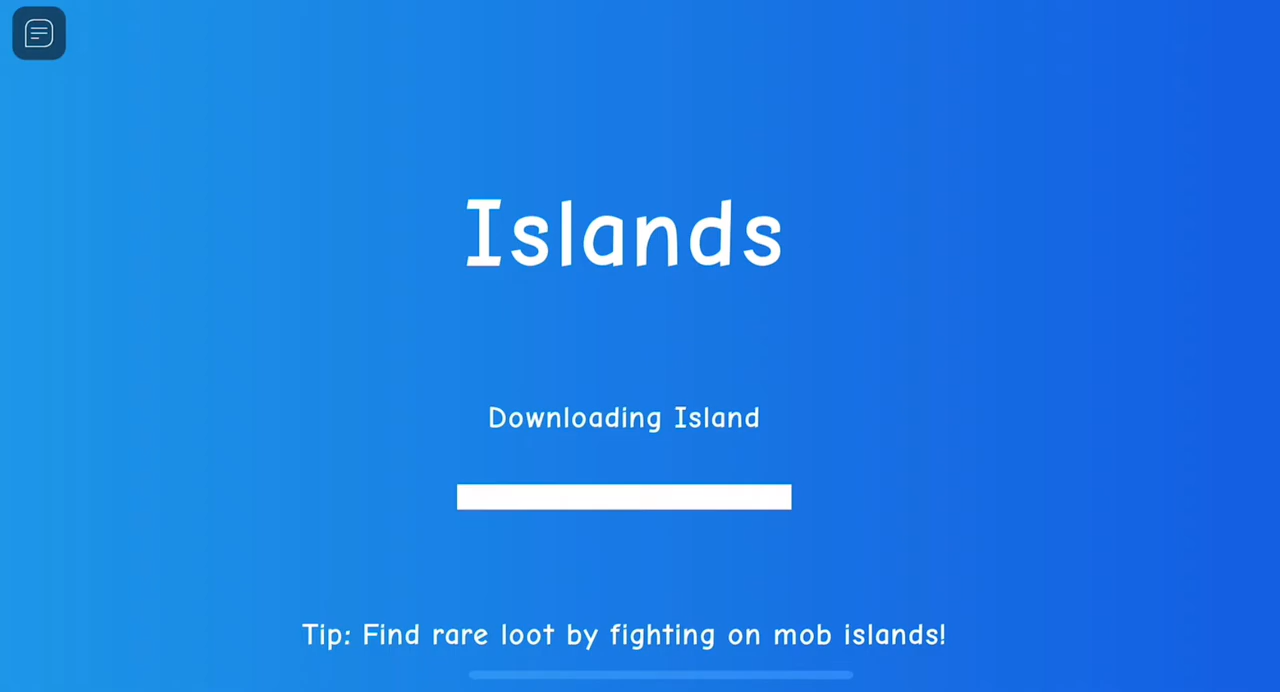 Islands
Downloading Island
Tip: Find rare loot by fighting on mob islands!